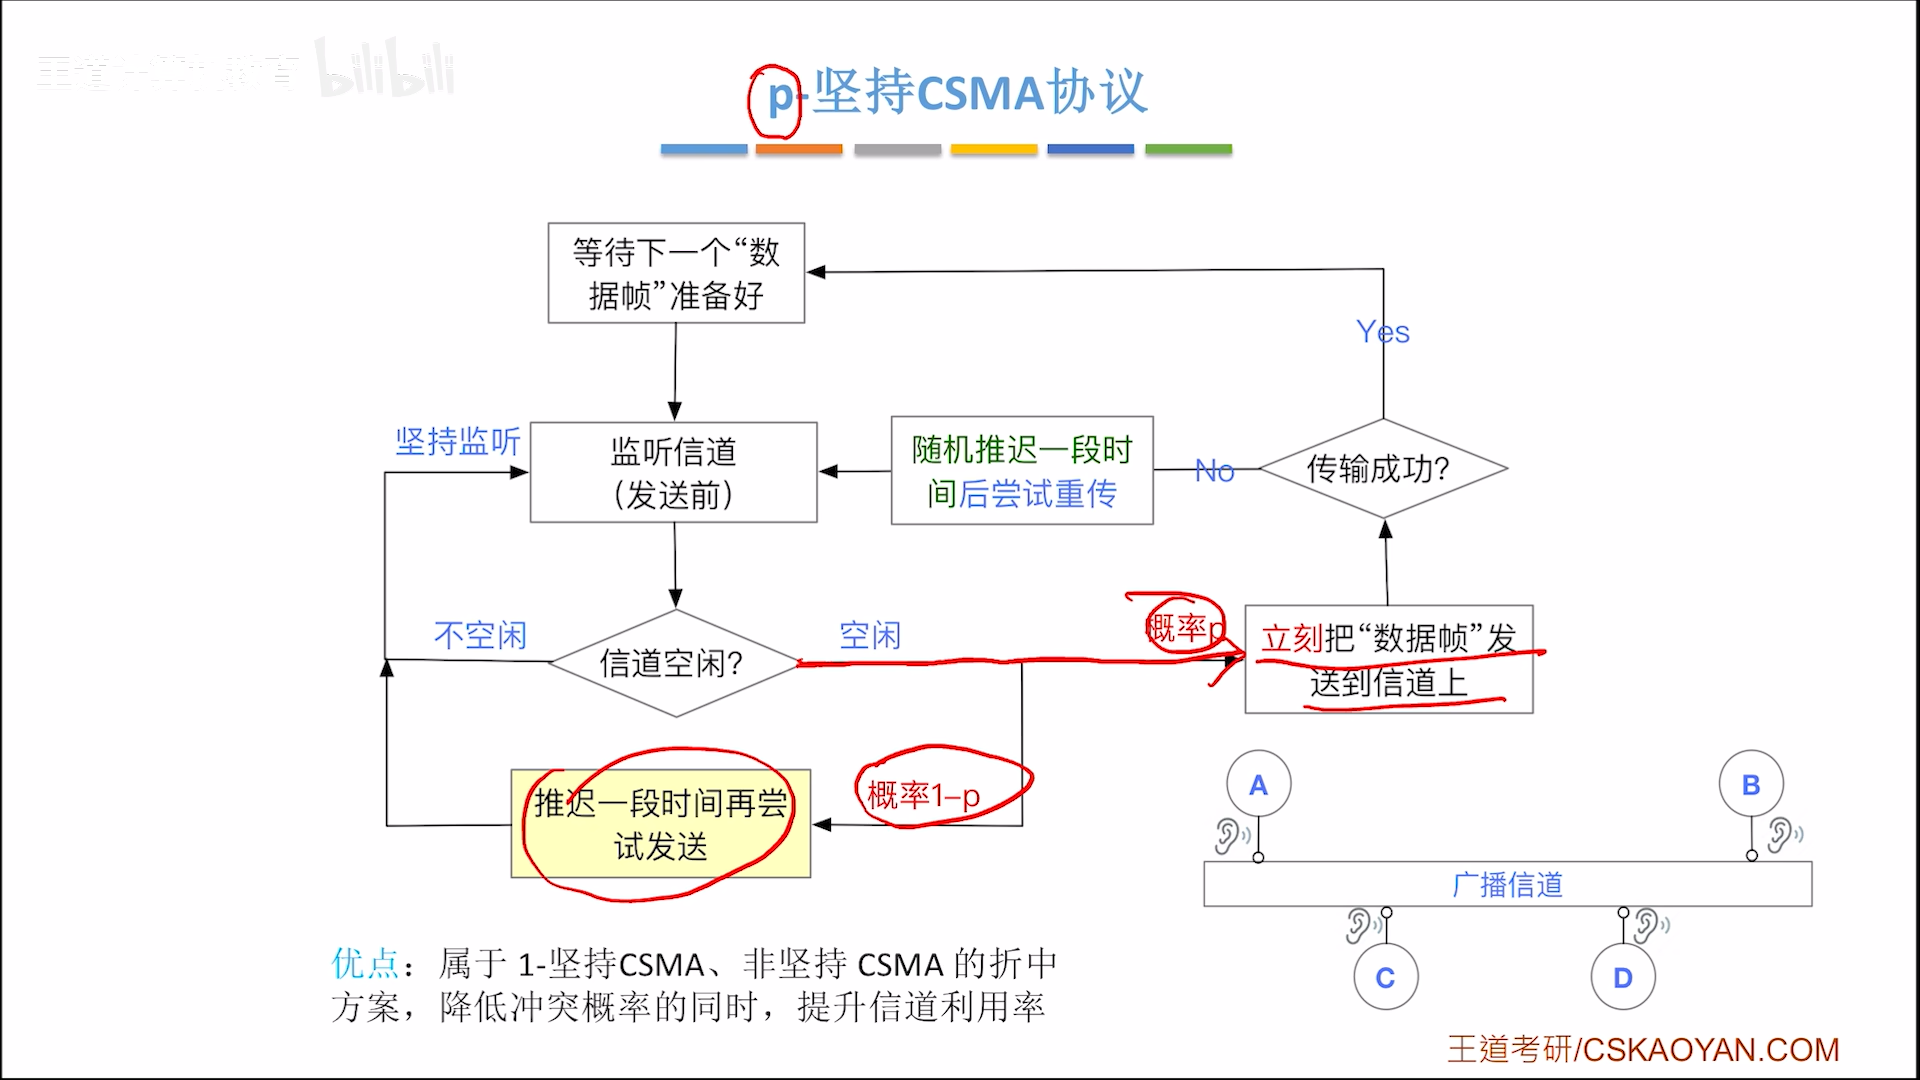 bilibili
p-坚持CSMA协议
等待下一个“数
据帧”准备好
Yes
坚持监听
监听信道
（发送前）
随机推迟一段时
间后尝试重传
No
传输成功？
不空闲
信道空闲？
空闲
概率p
立刻把“数据帧”发
送到信道上
推迟一段时间再尝
试发送
概率1-p
A
B
广播信道
C
D
优点：属于 1-坚持CSMA、非坚持 CSMA 的折中
方案，降低冲突概率的同时，提升信道利用率
王道考研/CSKAOYAN.COM